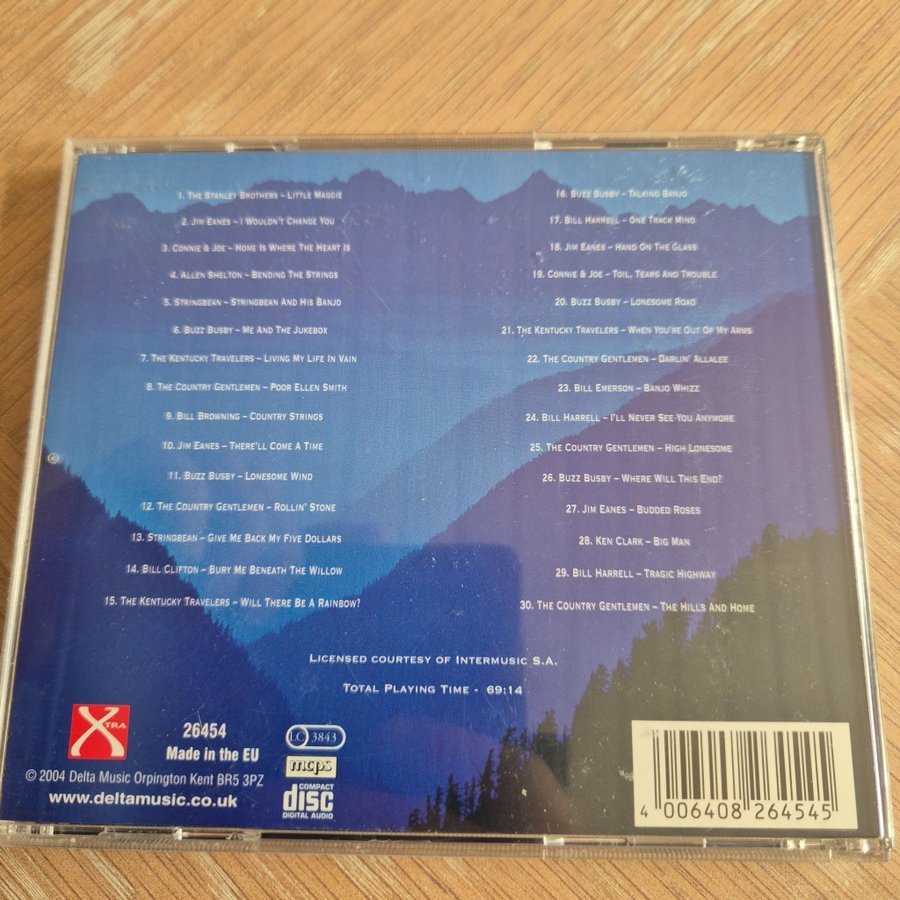 1. The Stanley Brothers – Little Maggie
2. Jim Eanes – I Wouldn't Change You
3. Connie & Joe – Home Is Where The Heart Is
4. Allen Shelton – Bending The Strings
5. Stringbean – Stringbean And His Banjo
6. Buzz Busby – Me And The Jukebox
7. The Kentucky Travelers – Living My Life In Vain
8. The Country Gentlemen – Poor Ellen Smith
9. Bill Browning – Country Strings
10. Jim Eanes – There'll Come A Time
11. Buzz Busby – Lonesome Wind
12. The Country Gentlemen – Rollin' Stone
13. Stringbean – Give Me Back My Five Dollars
14. Bill Clifton – Bury Me Beneath The Willow
15. The Kentucky Travelers – Will There Be A Rainbow?
16. Buzz Busby – Talking Banjo
17. Bill Harrell – One Track Mind
18. Jim Eanes – Hand On The Glass
19. Connie & Joe – Toil, Tears And Trouble
20. Buzz Busby – Lonesome Road
21. The Kentucky Travelers – When You're Out Of My Arms
22. The Country Gentlemen – Darlin' Allalee
23. Bill Emerson – Banjo Whizz
24. Bill Harrell – I'll Never See You Anymore
25. The Country Gentlemen – High Lonesome
26. Buzz Busby – Where Will This End?
27. Jim Eanes – Budded Roses
28. Ken Clark – Big Man
29. Bill Harrell – Tragic Highway
30. The Country Gentlemen – The Hills And Home
Licensed courtesy of Intermusic S.A.
Total Playing Time - 69:14
XTRA
26454
Made in the EU
© 2004 Delta Music Orpington Kent BR5 3PZ
www.deltamusic.co.uk
LC 3843
mcps
COMPACT
disc
DIGITAL AUDIO
4 006408 264545